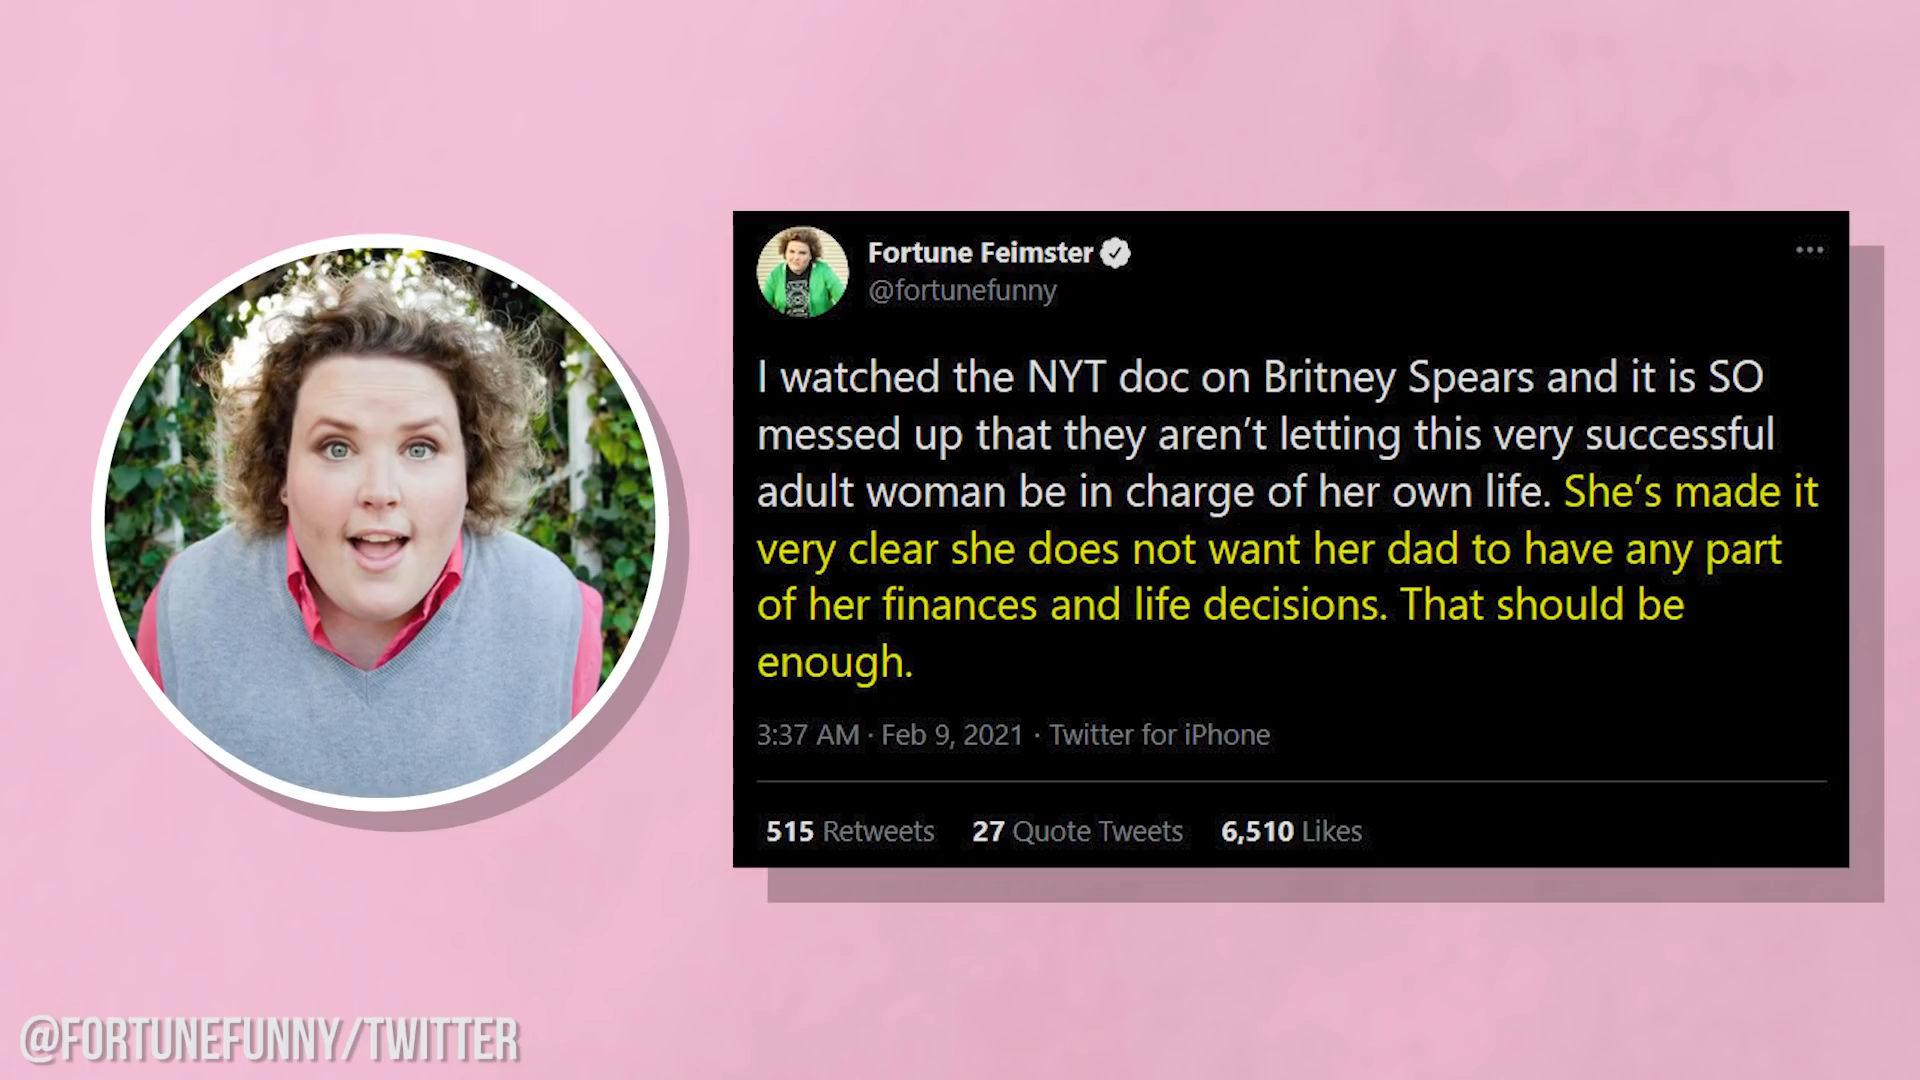 Fortune Feimster
@fortunefunny
I watched the NYT doc on Britney Spears and it is SO
messed up that they aren’t letting this very successful
adult woman be in charge of her own life. She’s made it
very clear she does not want her dad to have any part
of her finances and life decisions. That should be
enough.
3:37 AM · Feb 9, 2021 · Twitter for iPhone
515 Retweets 27 Quote Tweets 6,510 Likes
@FORTUNEFUNNY/TWITTER